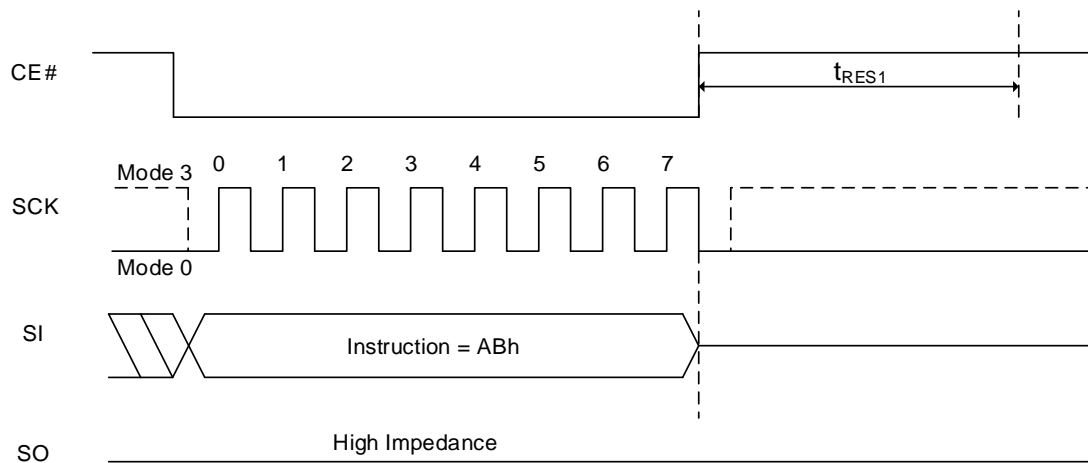 CE#
tRES1
Mode 3
0 1 2 3 4 5 6 7
SCK
Mode 0
SI
Instruction = ABh
High Impedance
SO